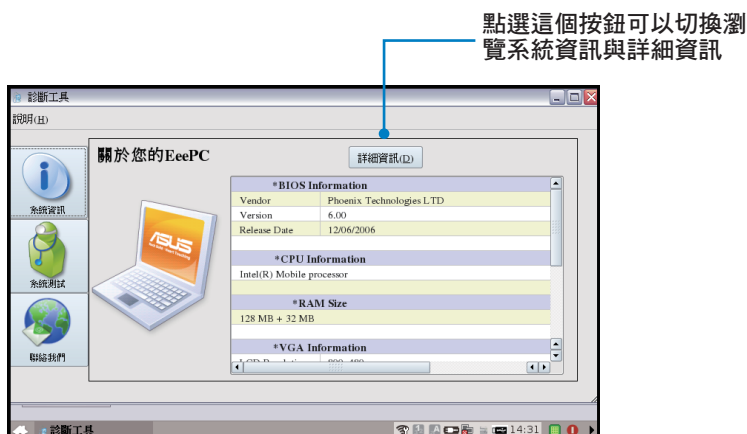 點選這個按鈕可以切換瀏
覽系統資訊與詳細資訊
診斷工具
說明(H)
關於您的EeePC
詳細資訊(D)
系統資訊
系統測試
聯絡我們
ASUS
*BIOS Information
Vendor Phoenix Technologies LTD
Version 6.00
Release Date 12/06/2006
*CPU Information
Intel(R) Mobile processor
*RAM Size
128 MB + 32 MB
*VGA Information
診斷工具
14:31